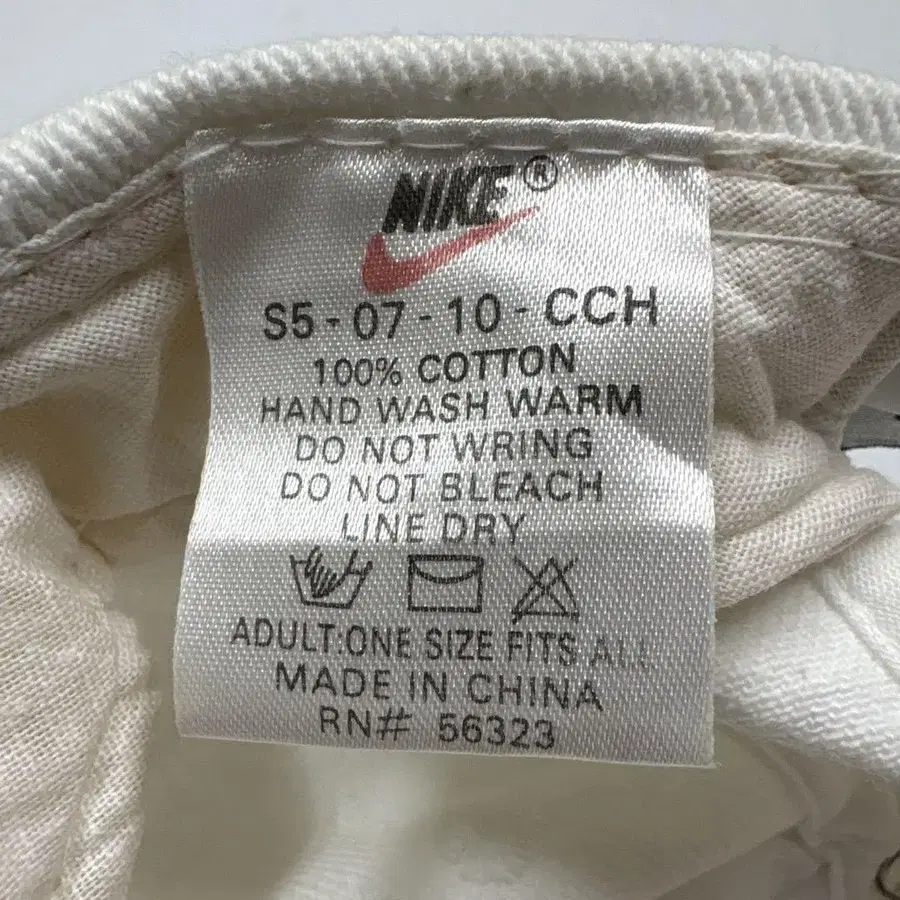 NIKE®
S5-07-10-CCH
100% COTTON
HAND WASH WARM
DO NOT WRING
DO NOT BLEACH
LINE DRY
ADULT:ONE SIZE FITS ALL
MADE IN CHINA
RN# 56323